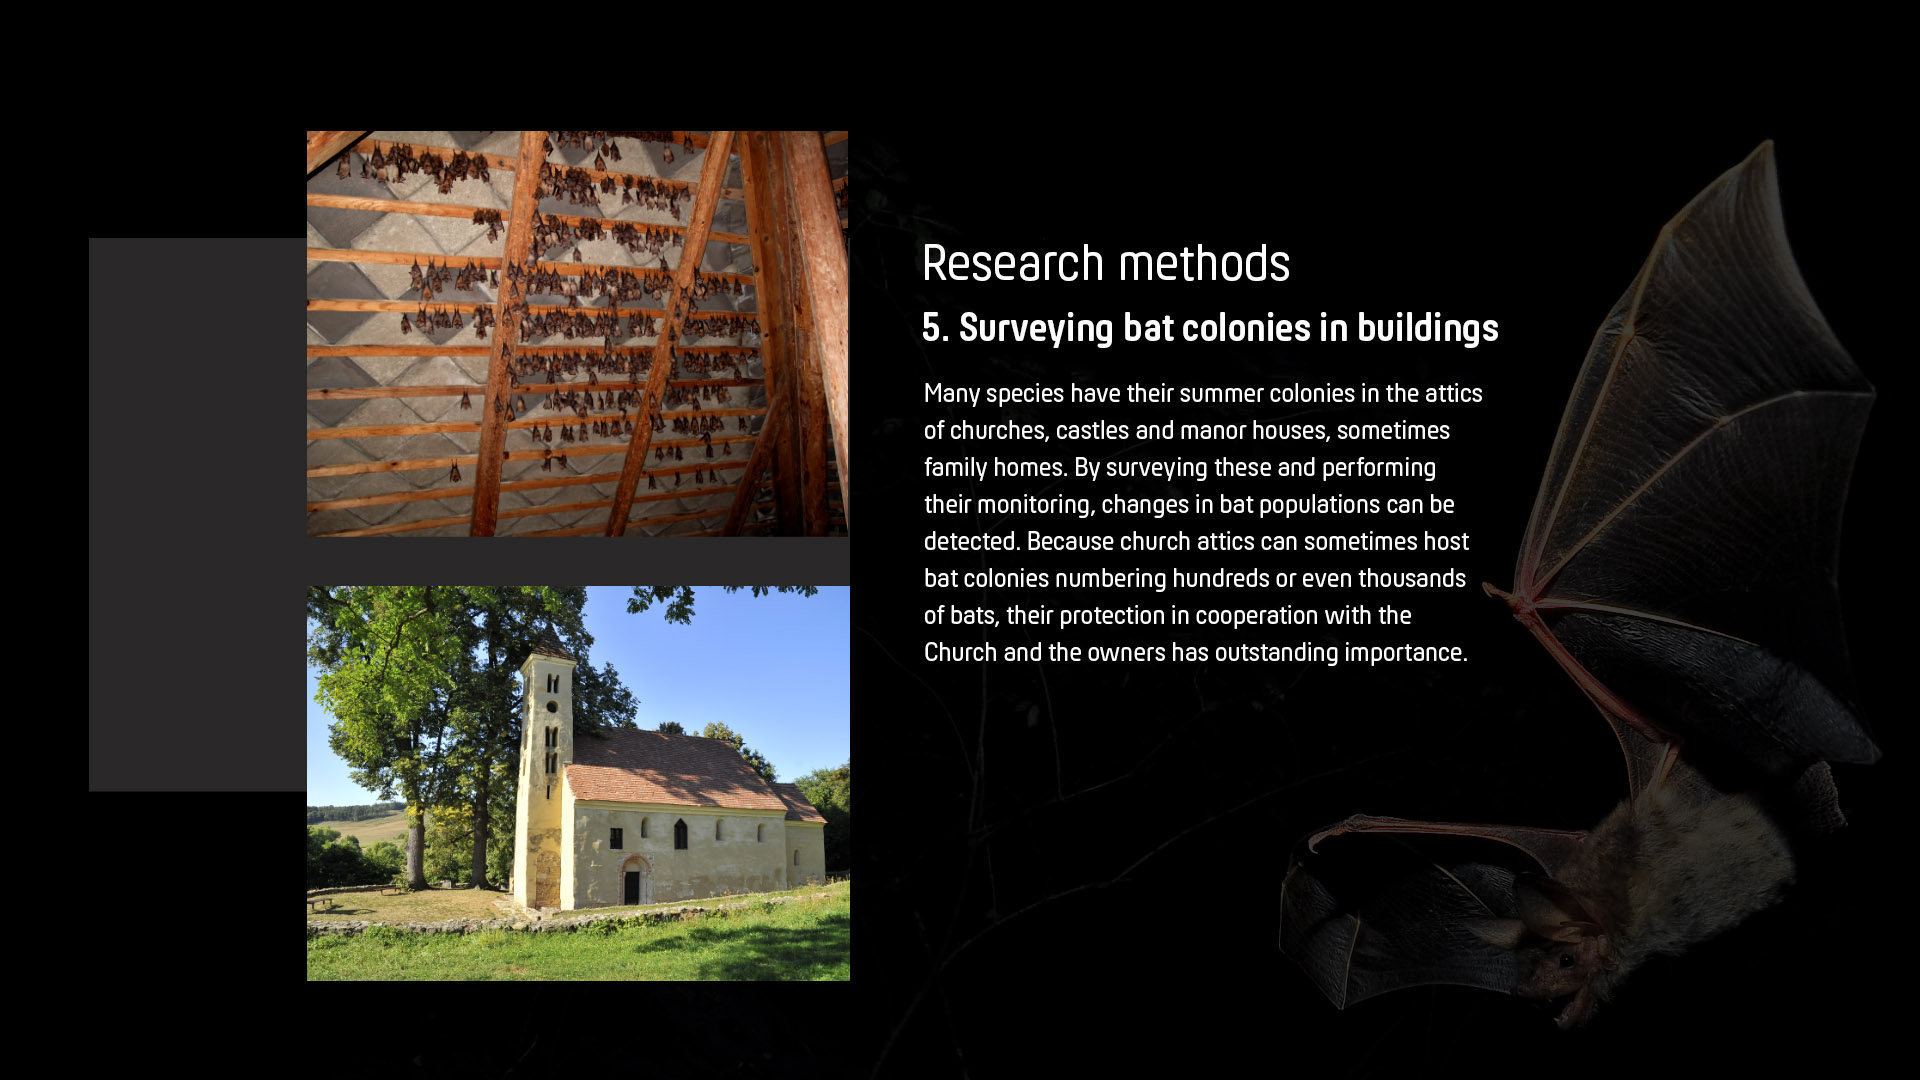 Research methods
5. Surveying bat colonies in buildings
Many species have their summer colonies in the attics
of churches, castles and manor houses, sometimes
family homes. By surveying these and performing
their monitoring, changes in bat populations can be
detected. Because church attics can sometimes host
bat colonies numbering hundreds or even thousands
of bats, their protection in cooperation with the
Church and the owners has outstanding importance.